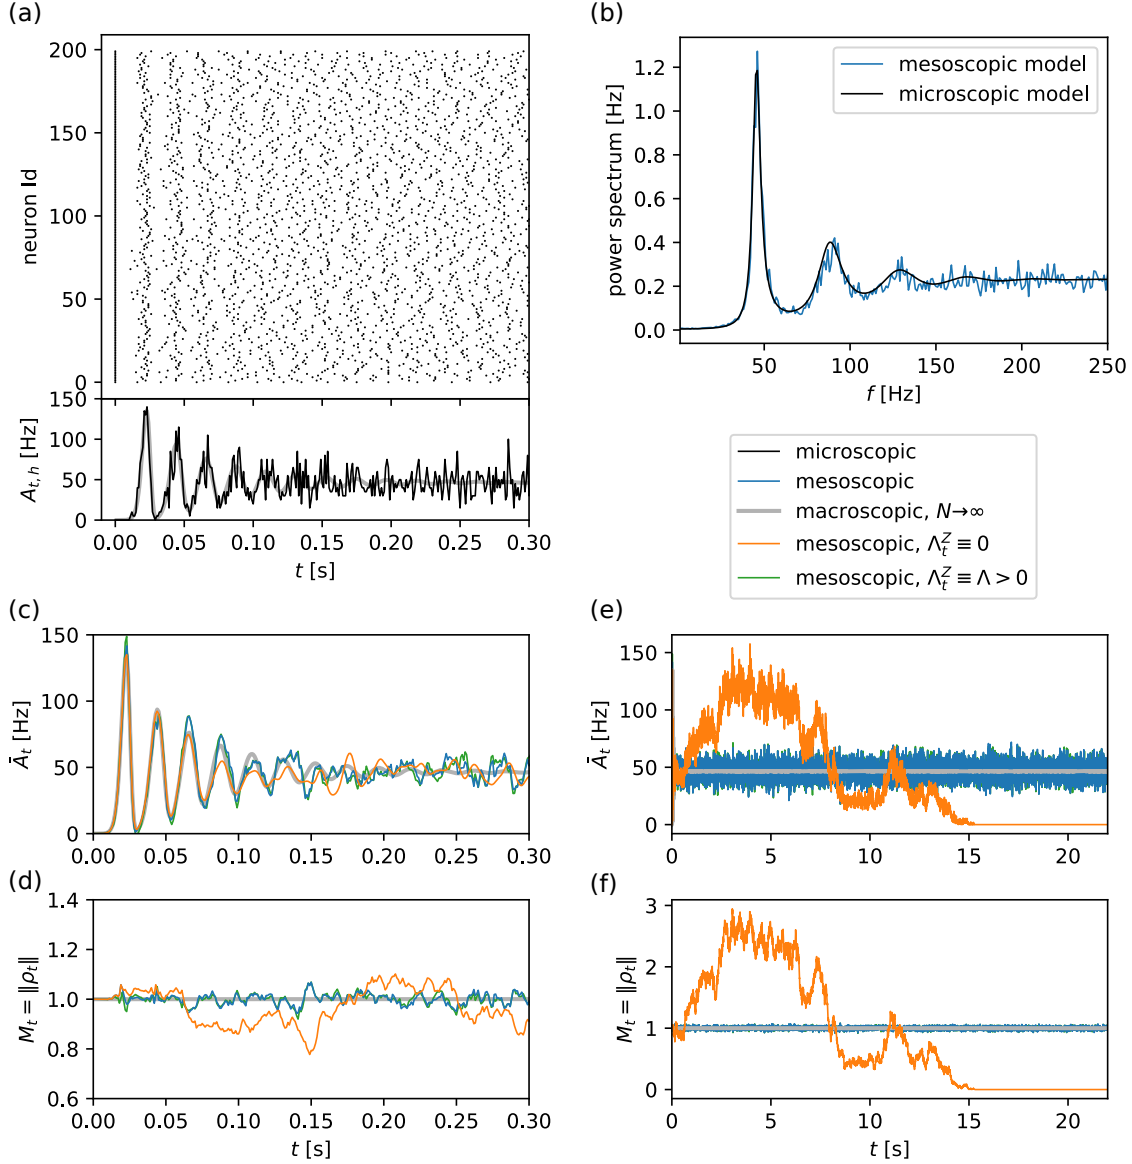 (a)
200
150
100
50
0
neuron Id
150
100
50
0
A_{t,h} [Hz]
0.00 0.05 0.10 0.15 0.20 0.25 0.30
t [s]
(b)
1.2
1.0
0.8
0.6
0.4
0.2
0.0
power spectrum [Hz]
mesoscopic model
microscopic model
50 100 150 200 250
f [Hz]
microscopic
mesoscopic
macroscopic, N→∞
mesoscopic, Λ_t^Z ≡ 0
mesoscopic, Λ_t^Z ≡ Λ > 0
(c)
150
100
50
0
Ā_t [Hz]
0.00 0.05 0.10 0.15 0.20 0.25 0.30
(d)
1.4
1.2
1.0
0.8
0.6
M_t = ‖ρ_t‖
0.00 0.05 0.10 0.15 0.20 0.25 0.30
t [s]
(e)
150
100
50
0
Ā_t [Hz]
0 5 10 15 20
(f)
3
2
1
0
M_t = ‖ρ_t‖
0 5 10 15 20
t [s]